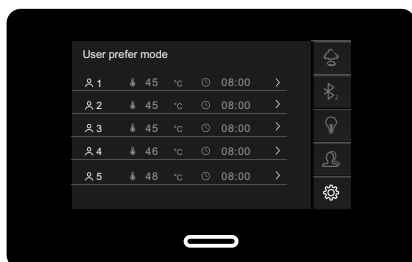 User prefer mode
1 45 °C 08:00 >
2 45 °C 08:00 >
3 45 °C 08:00 >
4 46 °C 08:00 >
5 48 °C 08:00 >